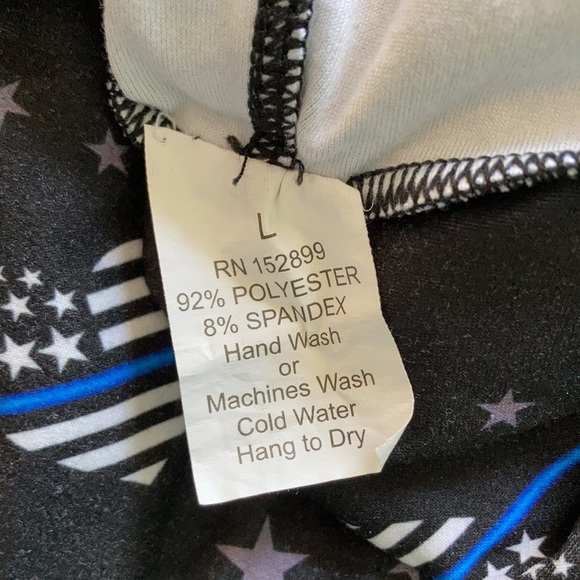 L
RN 152899
92% POLYESTER
8% SPANDEX
Hand Wash
or
Machines Wash
Cold Water
Hang to Dry